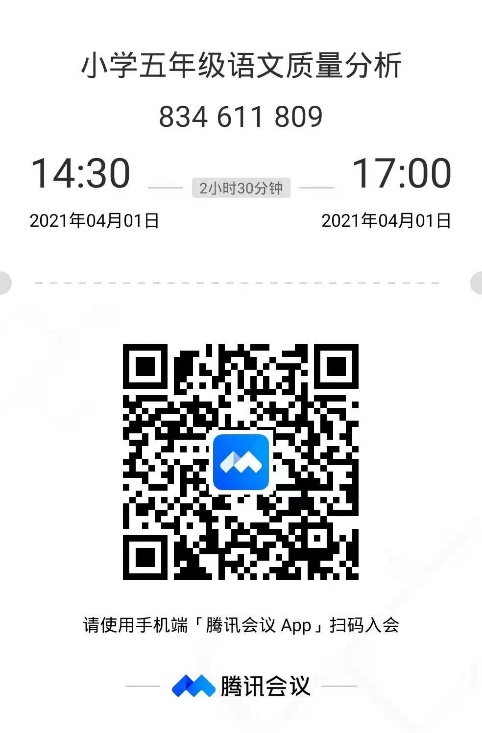 小学五年级语文质量分析
834 611 809
14:30 2小时30分钟 17:00
2021年04月01日 2021年04月01日
请使用手机端「腾讯会议 App」扫码入会
腾讯会议